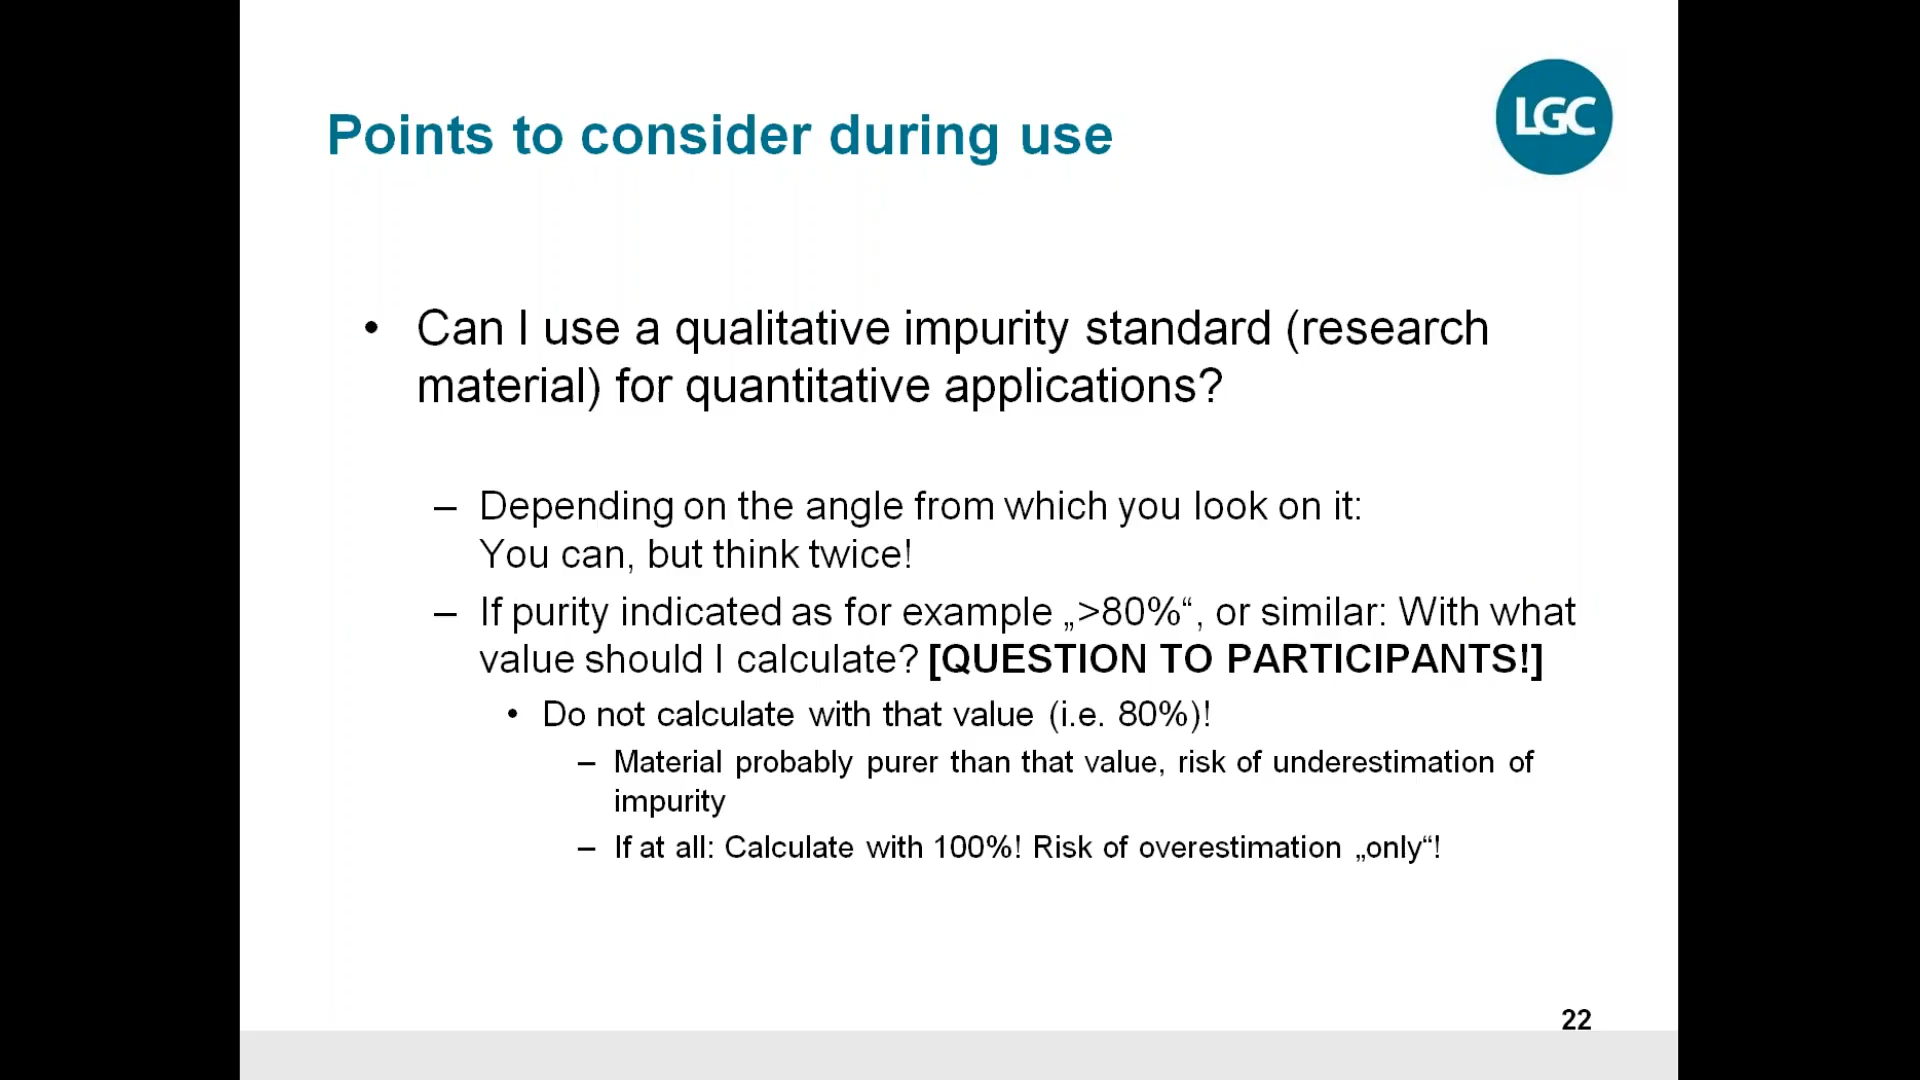 LGC
Points to consider during use
• Can I use a qualitative impurity standard (research
material) for quantitative applications?
– Depending on the angle from which you look on it:
You can, but think twice!
– If purity indicated as for example „>80%“, or similar: With what
value should I calculate? [QUESTION TO PARTICIPANTS!]
• Do not calculate with that value (i.e. 80%)!
– Material probably purer than that value, risk of underestimation of
impurity
– If at all: Calculate with 100%! Risk of overestimation „only“!
22